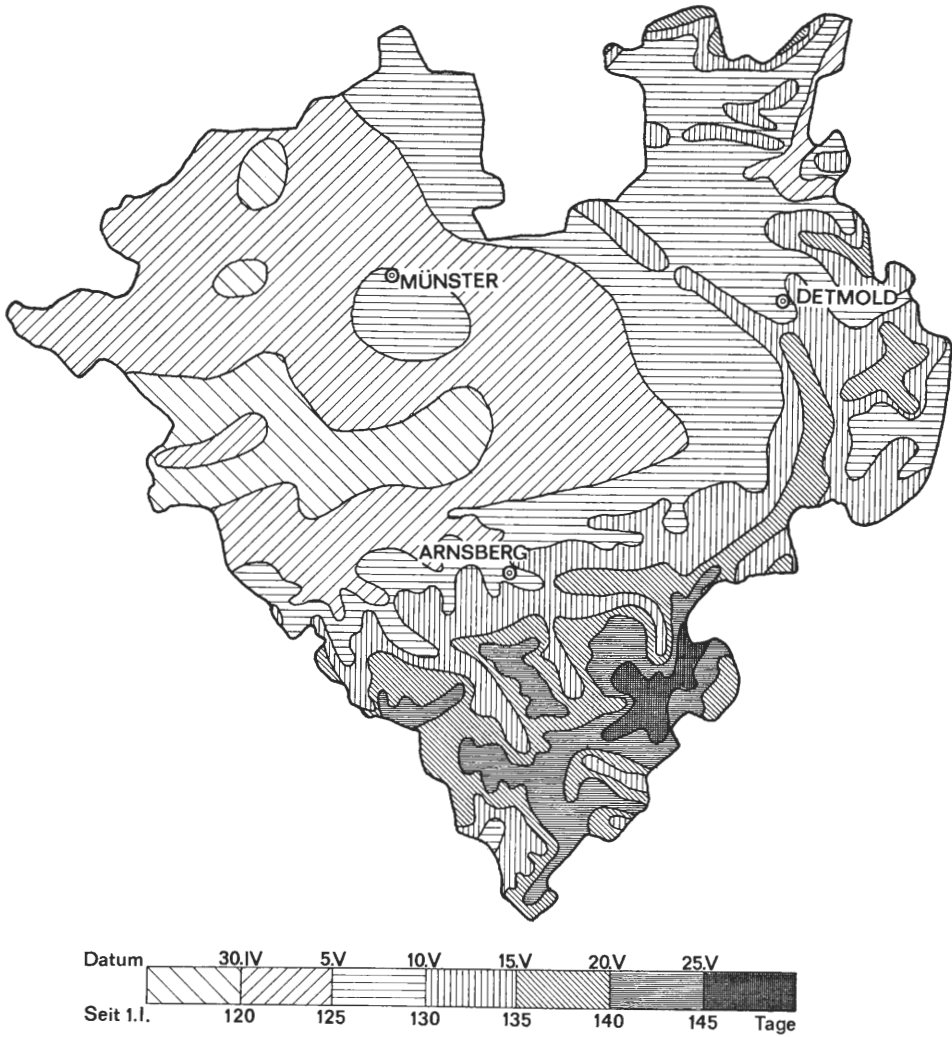 MÜNSTER
DETMOLD
ARNSBERG
Datum 30.IV 5.V 10.V 15.V 20.V 25.V
Seit 1.I. 120 125 130 135 140 145 Tage